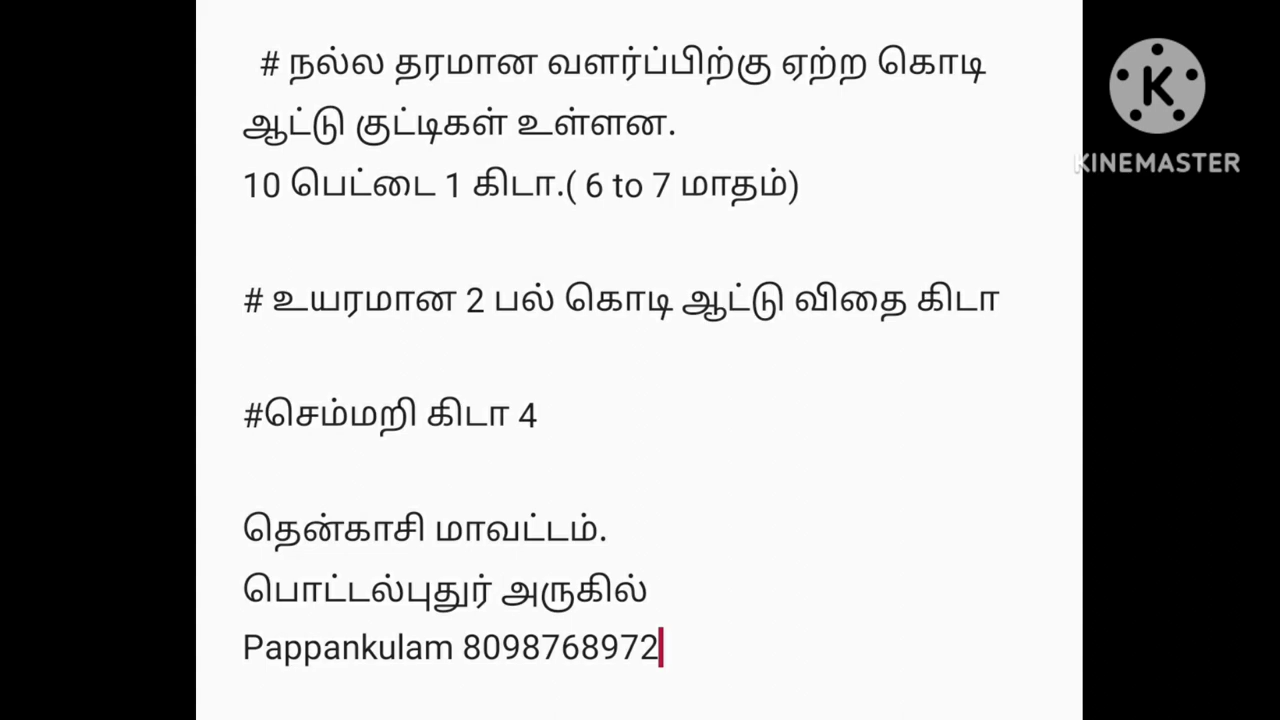 # நல்ல தரமான வளர்ப்பிற்கு ஏற்ற கொடி
ஆட்டு குட்டிகள் உள்ளன.
10 பெட்டை 1 கிடா.( 6 to 7 மாதம்)
# உயரமான 2 பல் கொடி ஆட்டு விதை கிடா
#செம்மறி கிடா 4
தென்காசி மாவட்டம்.
பொட்டல்புதுர் அருகில்
Pappankulam 8098768972
K
KINEMASTER